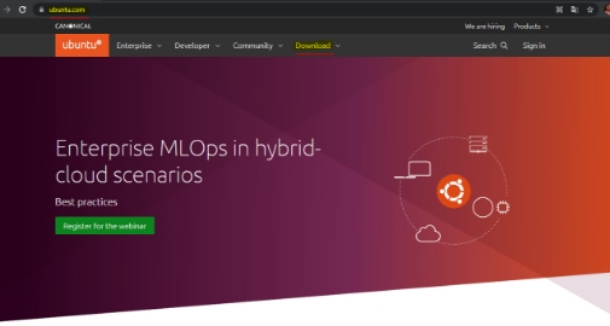 ubuntu.com
CANONICAL
We are hiring Products
ubuntu Enterprise Developer Community Download Search Sign in
Enterprise MLOps in hybrid-
cloud scenarios
Best practices
Register for the webinar